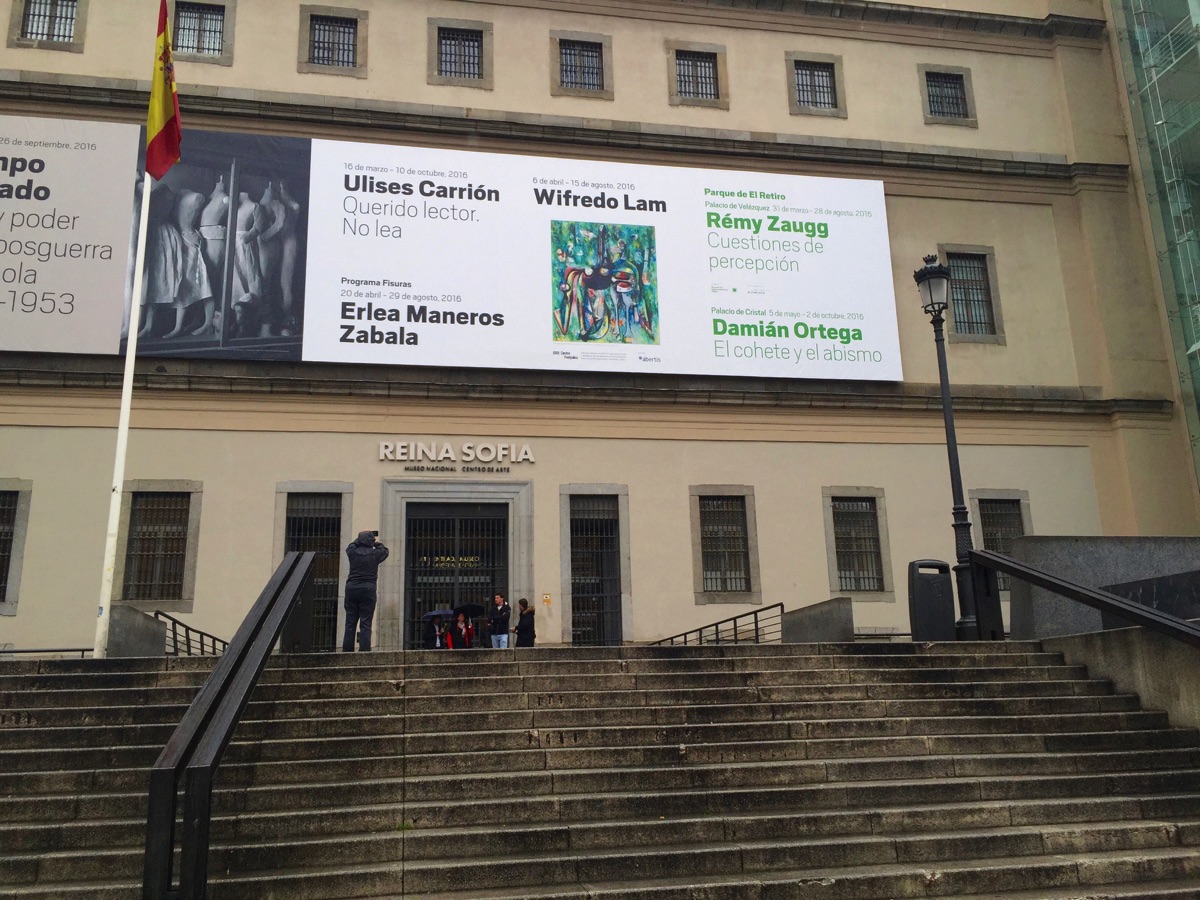 26 de septiembre, 2016
mpo
ado
y poder
posguerra
ola
-1953
16 de marzo – 10 de octubre, 2016
Ulises Carrión
Querido lector.
No lea
Programa Fisuras
20 de abril – 29 de agosto, 2016
Erlea Maneros
Zabala
6 de abril – 15 de agosto, 2016
Wifredo Lam
abertis
Parque de El Retiro
Palacio de Velázquez 31 de marzo – 28 de agosto, 2016
Rémy Zaugg
Cuestiones de
percepción
Palacio de Cristal 5 de mayo – 2 de octubre, 2016
Damián Ortega
El cohete y el abismo
REINA SOFIA
MUSEO NACIONAL CENTRO DE ARTE